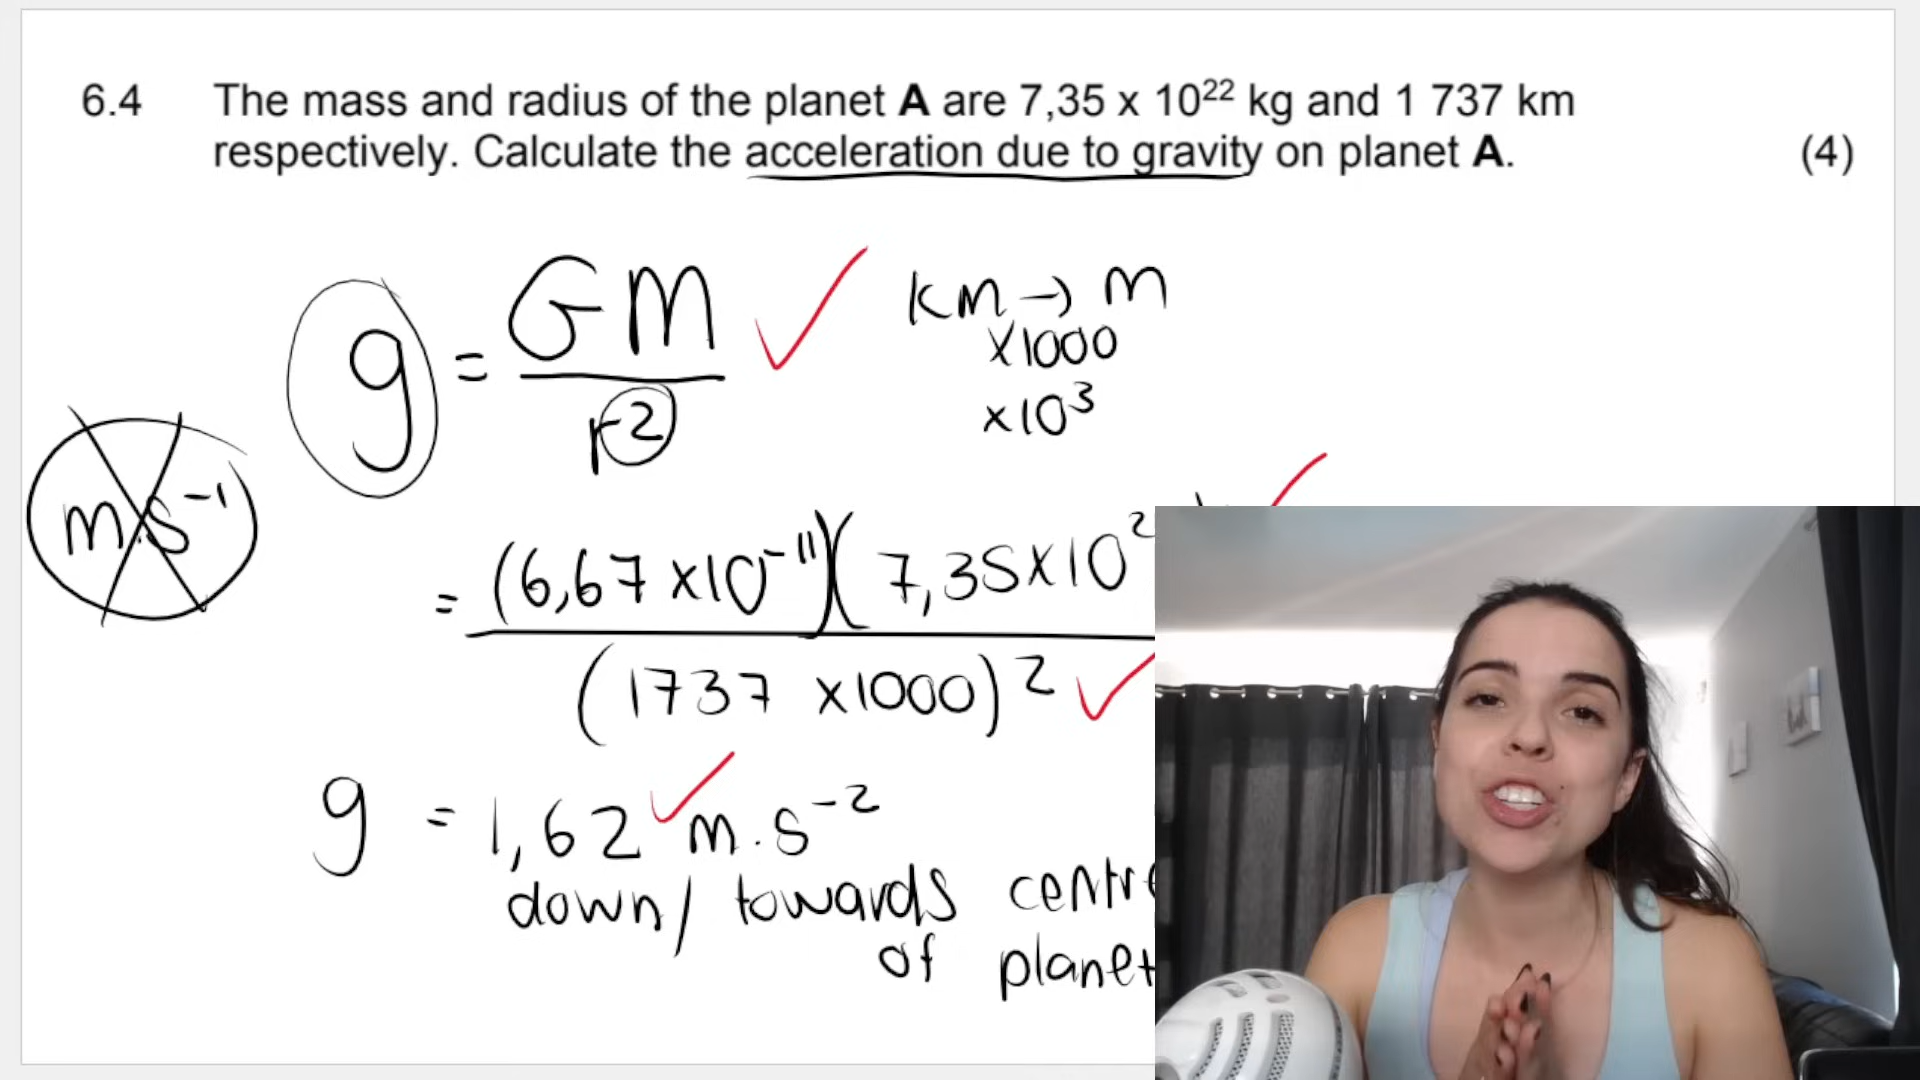 6.4 The mass and radius of the planet A are 7,35 x 10²² kg and 1 737 km
respectively. Calculate the acceleration due to gravity on planet A. (4)
g = GM / r²
km → m
x1000
x10³
m.s⁻¹
= (6,67 x10⁻¹¹)(7,35x10²
(1737 x1000)²
g = 1,62 m.s⁻²
down/ towards centre
of planet